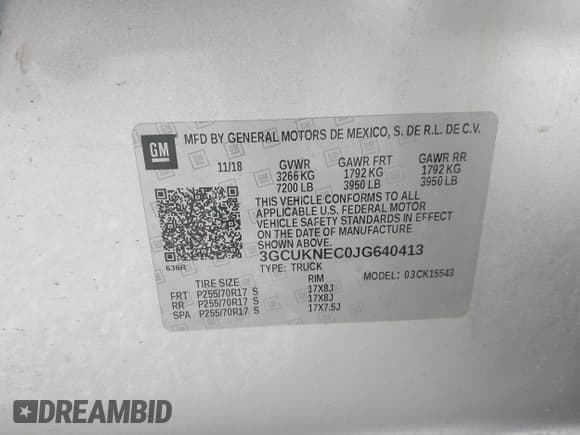 GM MFD BY GENERAL MOTORS DE MEXICO, S. DE R.L. DE C.V.
11/18 GVWR GAWR FRT GAWR RR
3266 KG 1792 KG 1792 KG
7200 LB 3950 LB 3950 LB
THIS VEHICLE CONFORMS TO ALL
APPLICABLE U.S. FEDERAL MOTOR
VEHICLE SAFETY STANDARDS IN EFFECT
ON THE DATE OF MANUFACTURE
SHOWN ABOVE.
3GCUKNEC0JG640413
636R TYPE: TRUCK
MODEL: 03CK15543
TIRE SIZE RIM
FRT P255/70R17 S 17X8J
RR P255/70R17 S 17X8J
SPA P255/70R17 S 17X7.5J
DREAMBID